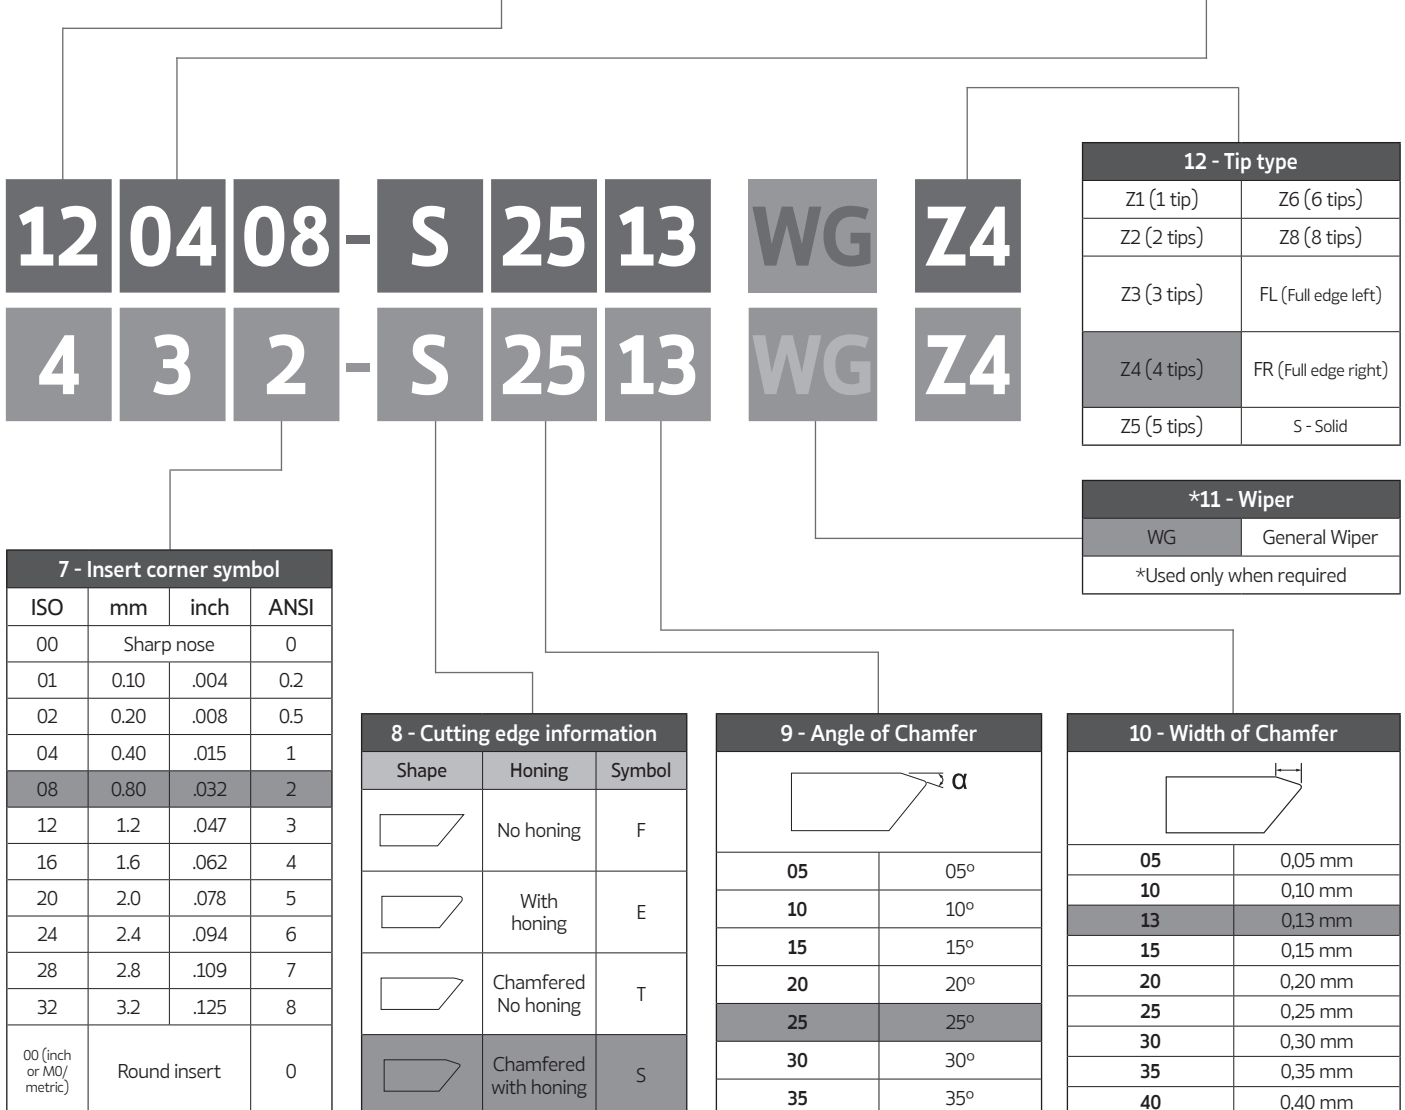 12 04 08 - S 25 13 WG Z4
4 3 2 - S 25 13 WG Z4
12 - Tip type
Z1 (1 tip) Z6 (6 tips)
Z2 (2 tips) Z8 (8 tips)
Z3 (3 tips) FL (Full edge left)
Z4 (4 tips) FR (Full edge right)
Z5 (5 tips) S - Solid
*11 - Wiper
WG General Wiper
*Used only when required
7 - Insert corner symbol
ISO mm inch ANSI
00 Sharp nose 0
01 0.10 .004 0.2
02 0.20 .008 0.5
04 0.40 .015 1
08 0.80 .032 2
12 1.2 .047 3
16 1.6 .062 4
20 2.0 .078 5
24 2.4 .094 6
28 2.8 .109 7
32 3.2 .125 8
00 (inch
or M0/
metric)
Round insert 0
8 - Cutting edge information
Shape Honing Symbol
No honing F
With
honing
E
Chamfered
No honing
T
Chamfered
with honing
S
9 - Angle of Chamfer
α
05 05º
10 10º
15 15º
20 20º
25 25º
30 30º
35 35º
10 - Width of Chamfer
05 0,05 mm
10 0,10 mm
13 0,13 mm
15 0,15 mm
20 0,20 mm
25 0,25 mm
30 0,30 mm
35 0,35 mm
40 0,40 mm